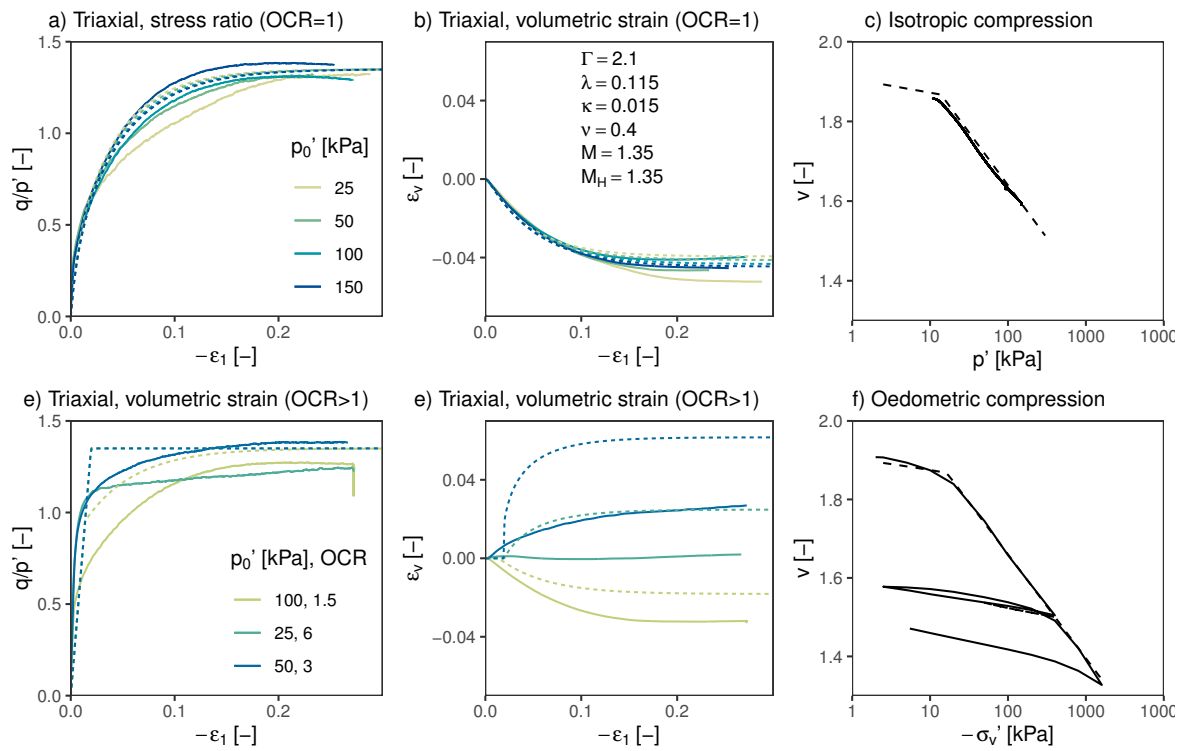 a) Triaxial, stress ratio (OCR=1)
1.5
1.0
0.5
0.0
q/p' [−]
p₀' [kPa]
25
50
100
150
0.0
0.1
0.2
−ε₁ [−]
b) Triaxial, volumetric strain (OCR=1)
0.04
0.00
−0.04
εᵥ [−]
Γ = 2.1
λ = 0.115
κ = 0.015
ν = 0.4
M = 1.35
M_H = 1.35
0.0
0.1
0.2
−ε₁ [−]
c) Isotropic compression
2.0
1.8
1.6
1.4
v [−]
1
10
100
1000
1000
p' [kPa]
e) Triaxial, volumetric strain (OCR>1)
1.5
1.0
0.5
0.0
q/p' [−]
p₀' [kPa], OCR
100, 1.5
25, 6
50, 3
0.0
0.1
0.2
−ε₁ [−]
e) Triaxial, volumetric strain (OCR>1)
0.04
0.00
−0.04
εᵥ [−]
0.0
0.1
0.2
−ε₁ [−]
f) Oedometric compression
2.0
1.8
1.6
1.4
v [−]
1
10
100
1000
1000
−σᵥ' [kPa]